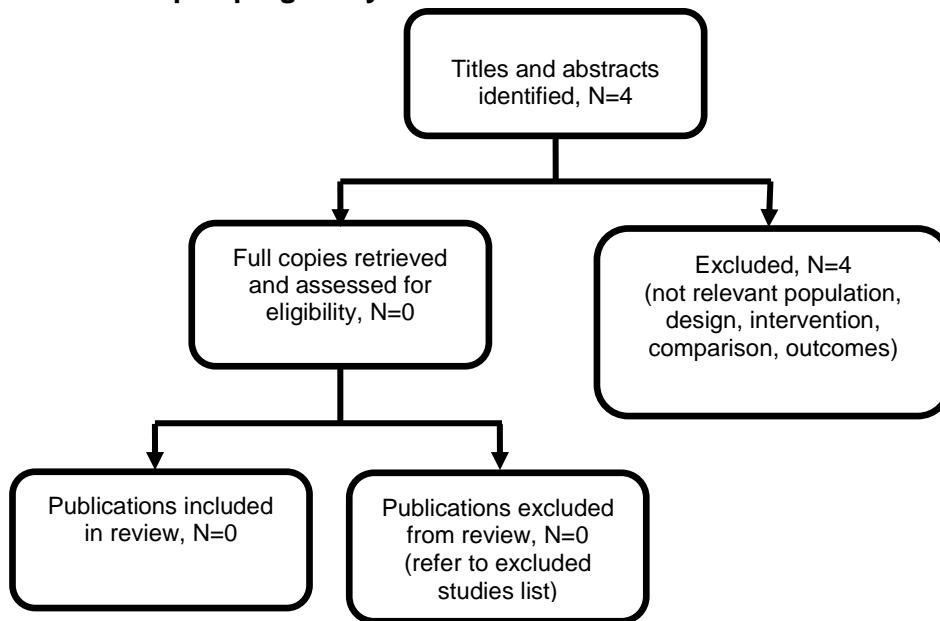 Titles and abstracts
identified, N=4
Full copies retrieved
and assessed for
eligibility, N=0
Excluded, N=4
(not relevant population,
design, intervention,
comparison, outcomes)
Publications included
in review, N=0
Publications excluded
from review, N=0
(refer to excluded
studies list)